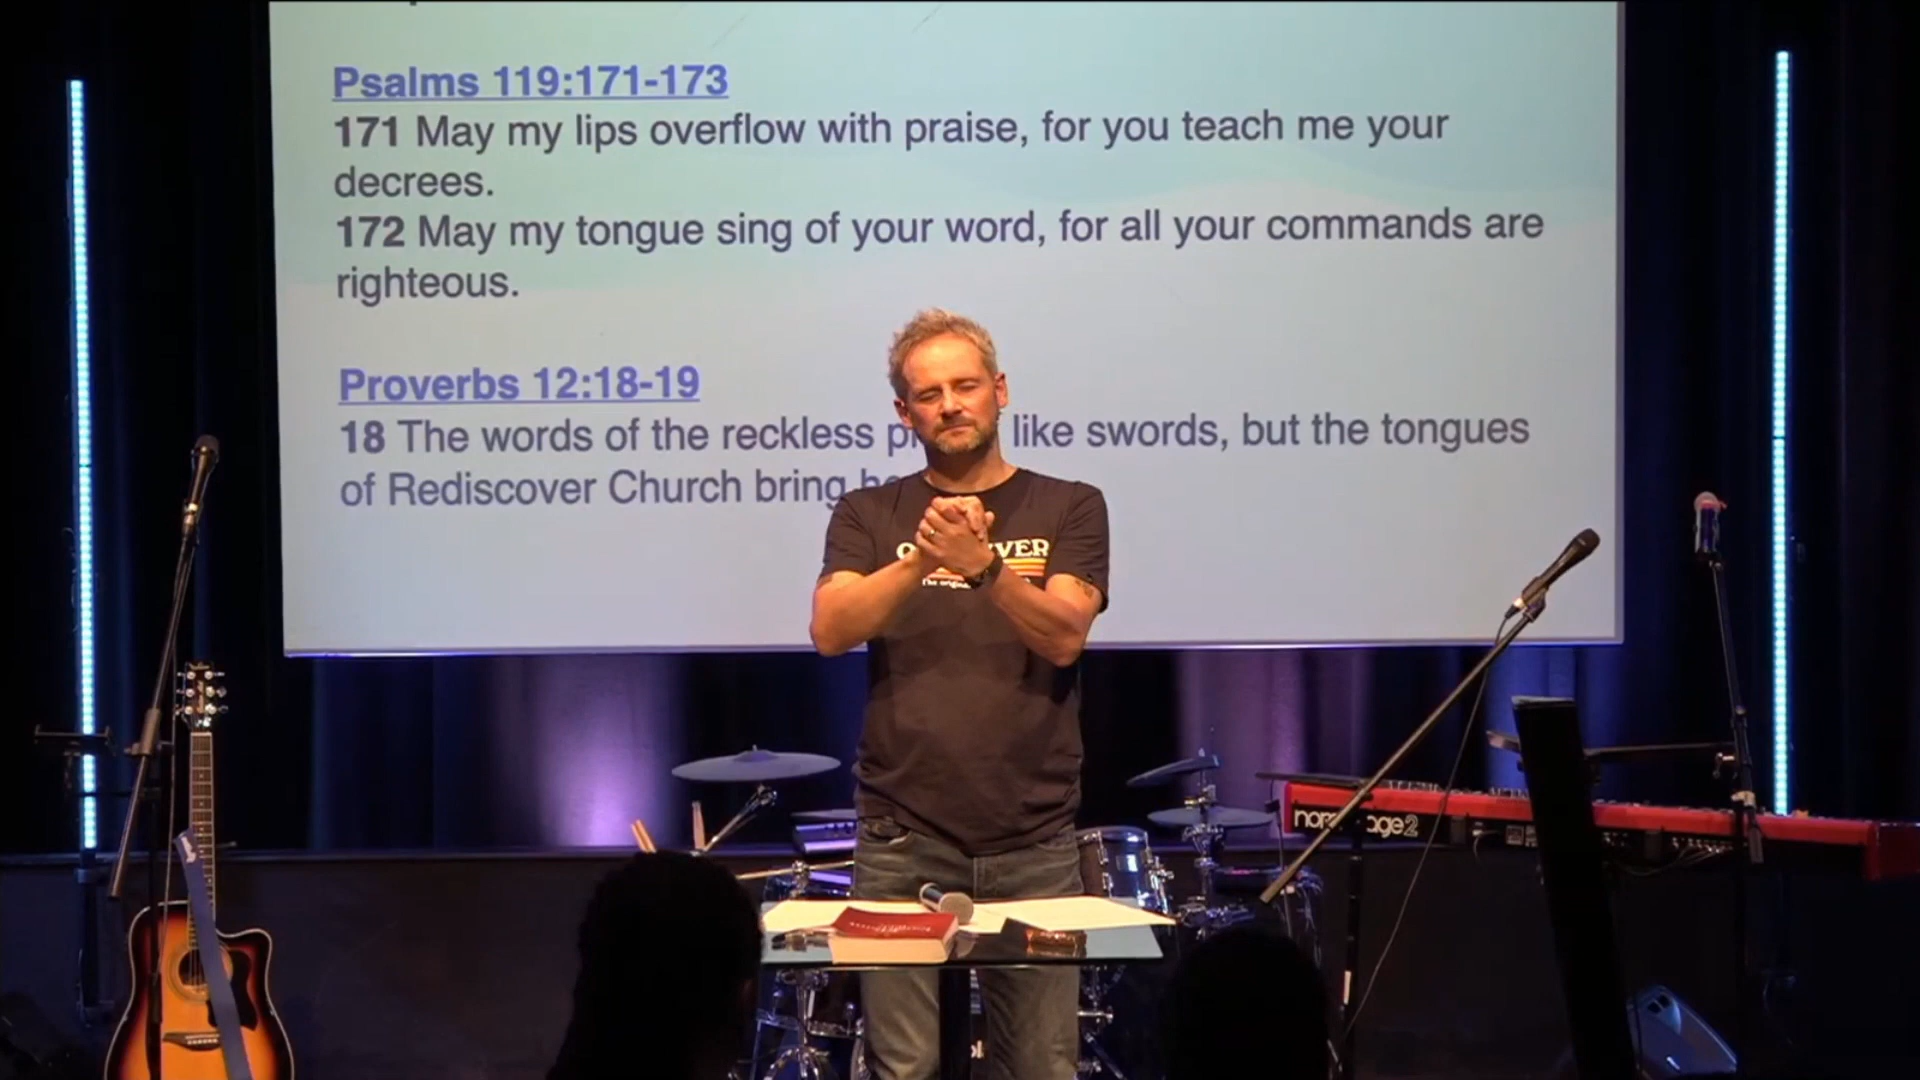 Psalms 119:171-173
171 May my lips overflow with praise, for you teach me your
decrees.
172 May my tongue sing of your word, for all your commands are
righteous.
Proverbs 12:18-19
18 The words of the reckless like swords, but the tongues
of Rediscover Church bring